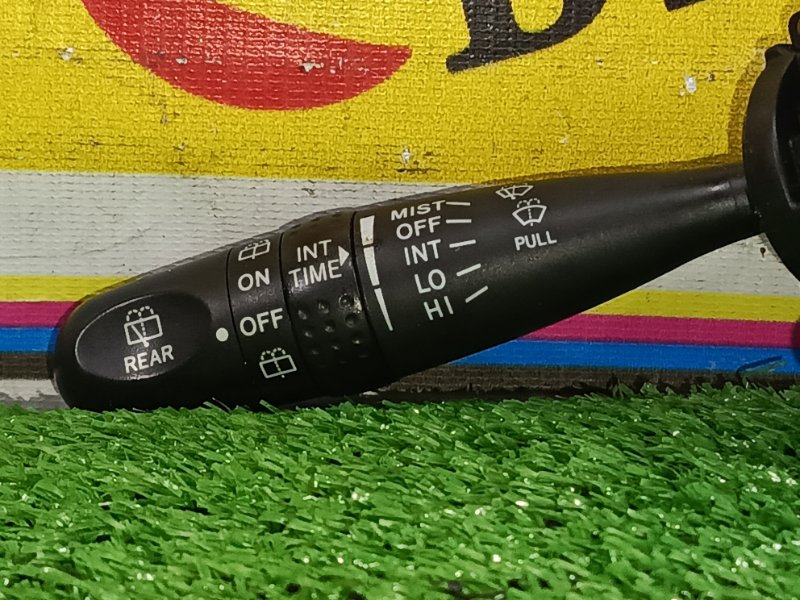 REAR
ON
OFF
INT
TIME
MIST
OFF
INT
LO
HI
PULL